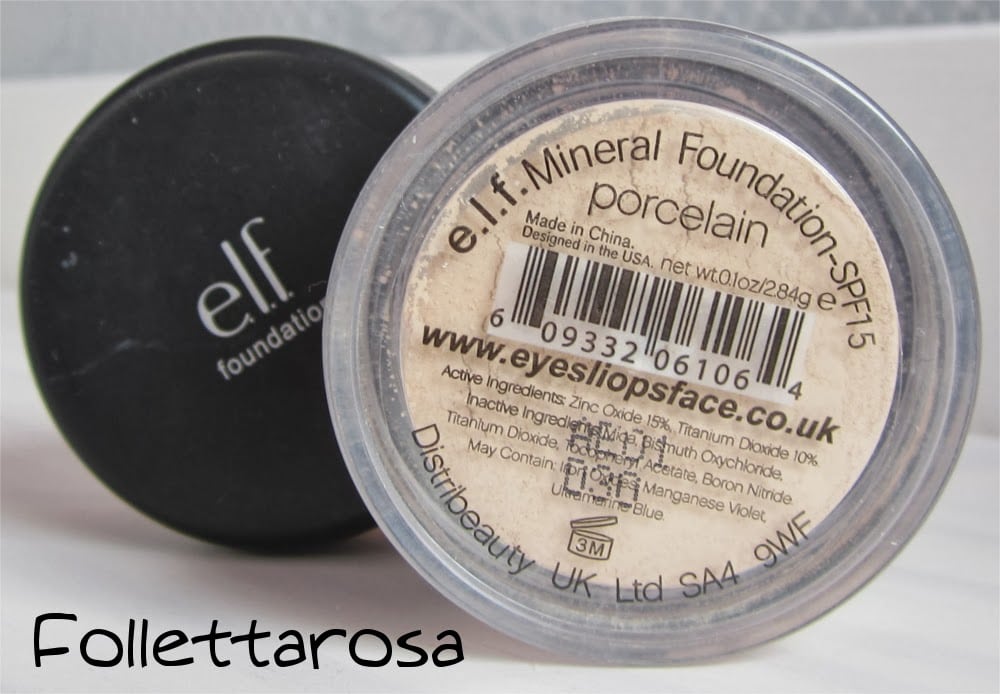 e.l.f.
foundation
e.l.f. Mineral Foundation-SPF15
porcelain
Made in China.
Designed in the USA. net wt.0.1oz/2.84g e
6 09332 06106 4
www.eyesliopsface.co.uk
Active Ingredients: Zinc Oxide 15%, Titanium Dioxide 10%
Inactive Ingredients: Mica, Bismuth Oxychloride,
Titanium Dioxide, Tocopheryl Acetate, Boron Nitride.
May Contain: Iron Oxides, Manganese Violet,
Ultramarine Blue.
3M
Distribeauty UK Ltd SA4 9WF
Follettarosa